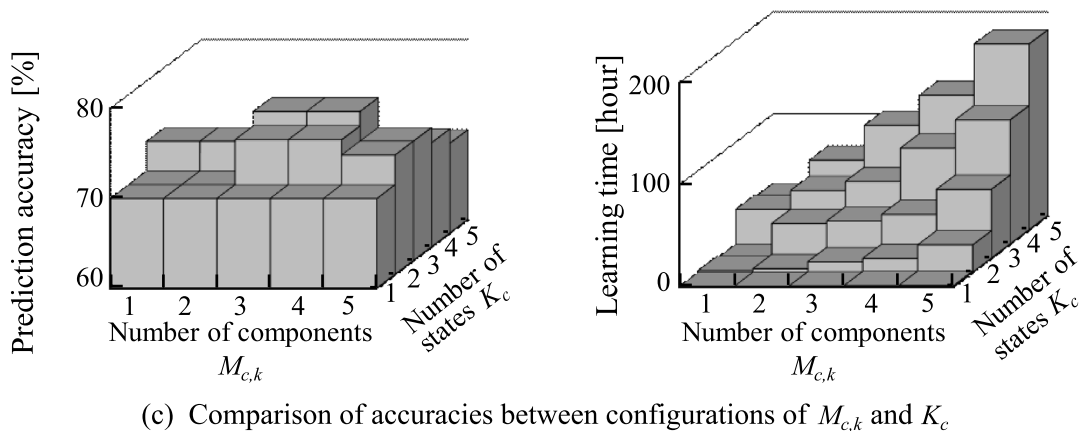 Prediction accuracy [%]
80
70
60
1 2 3 4 5
Number of components
M_{c,k}
1 2 3 4 5
Number of
states K_c
Learning time [hour]
200
100
0
1 2 3 4 5
Number of components
M_{c,k}
1 2 3 4 5
Number of
states K_c
(c) Comparison of accuracies between configurations of M_{c,k} and K_c